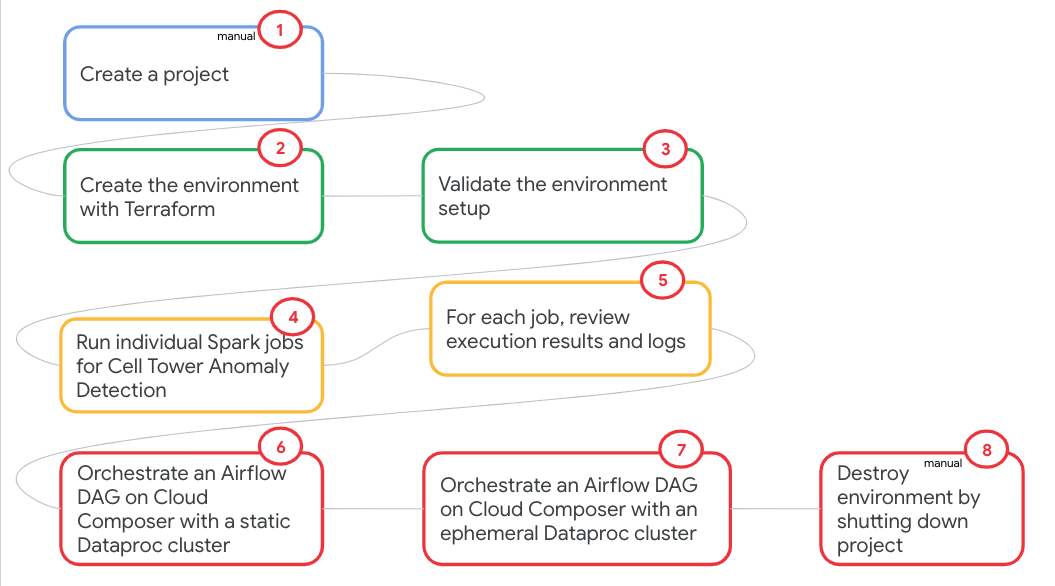 manual
1
Create a project
2
Create the environment
with Terraform
3
Validate the environment
setup
4
Run individual Spark jobs
for Cell Tower Anomaly
Detection
5
For each job, review
execution results and logs
6
Orchestrate an Airflow
DAG on Cloud
Composer with a static
Dataproc cluster
7
Orchestrate an Airflow DAG
on Cloud Composer with an
ephemeral Dataproc cluster
8
manual
Destroy
environment by
shutting down
project